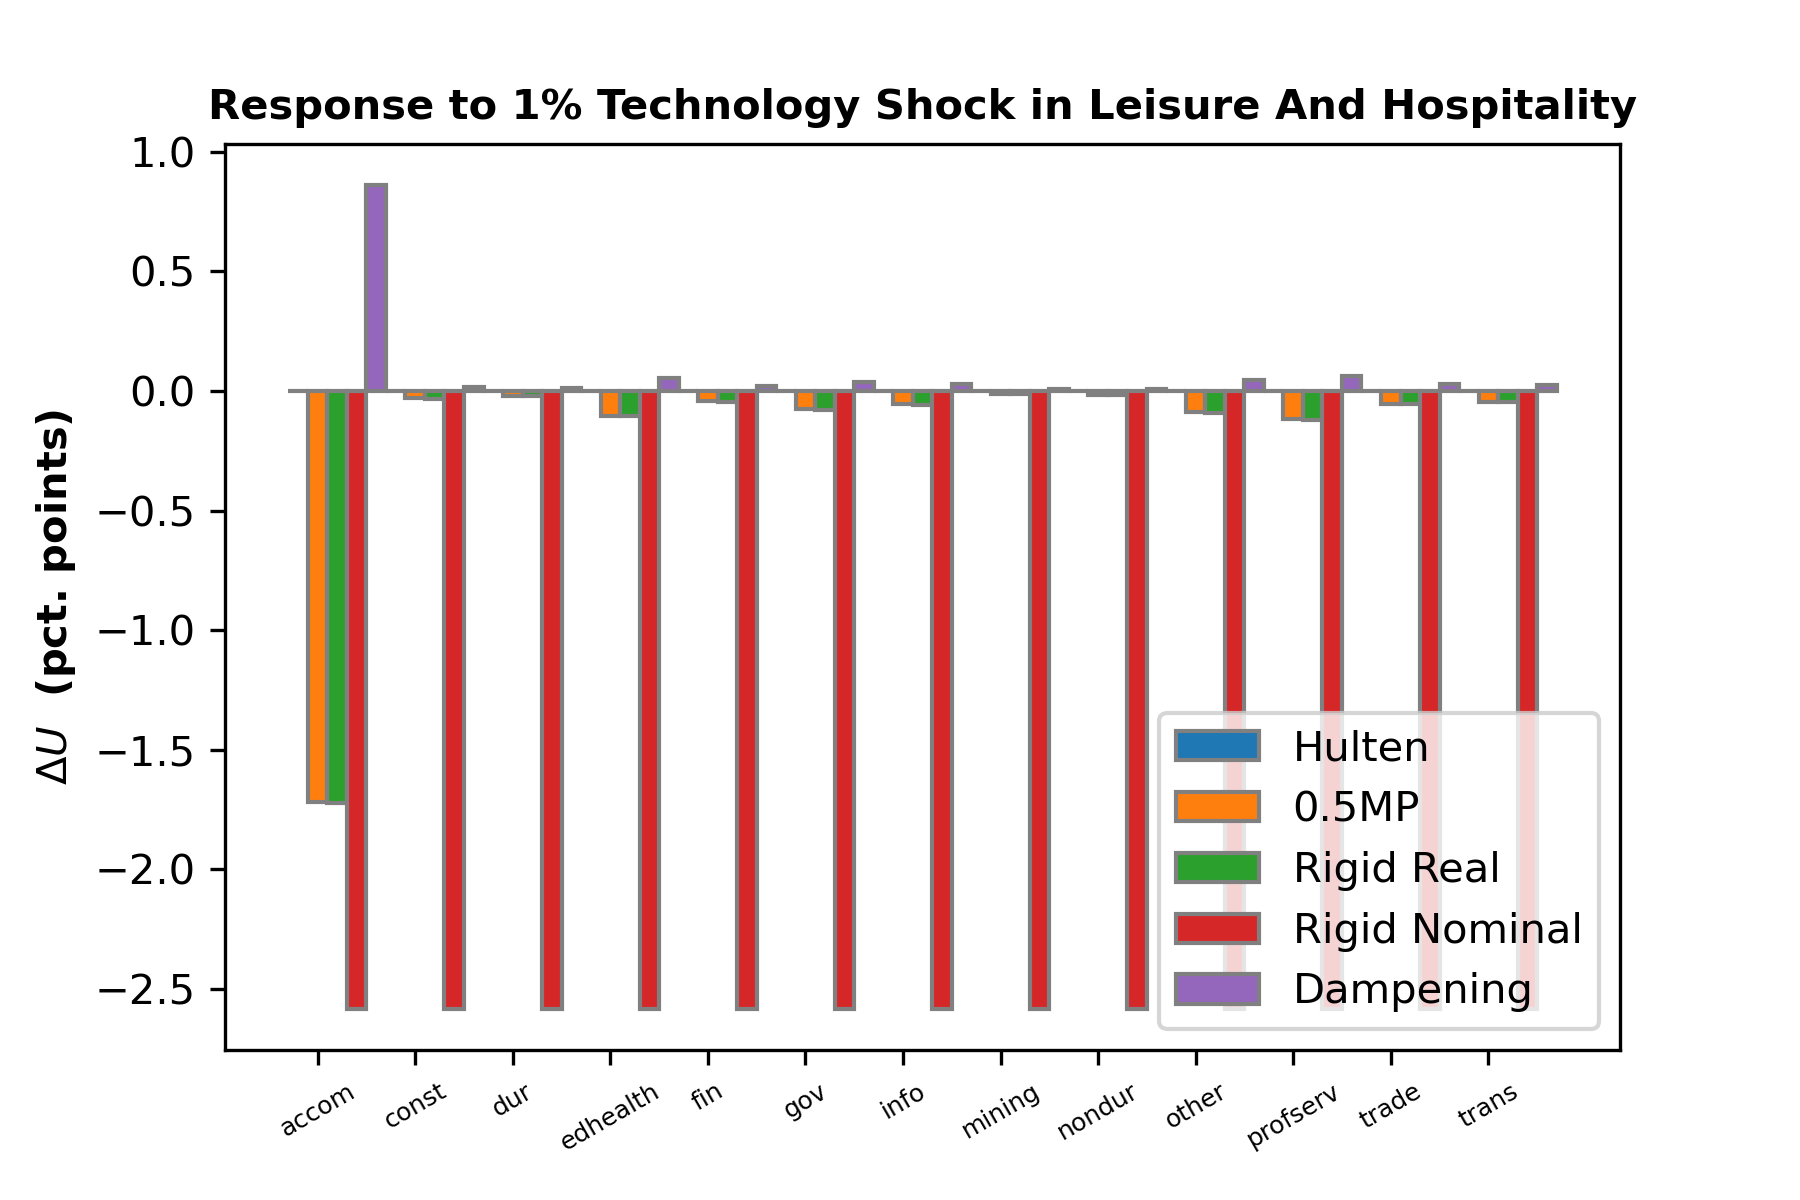 Response to 1% Technology Shock in Leisure And Hospitality
ΔU (pct. points)
1.0
0.5
0.0
−0.5
−1.0
−1.5
−2.0
−2.5
Hulten
0.5MP
Rigid Real
Rigid Nominal
Dampening
accom const dur edhealth fin gov info mining nondur other profserv trade trans